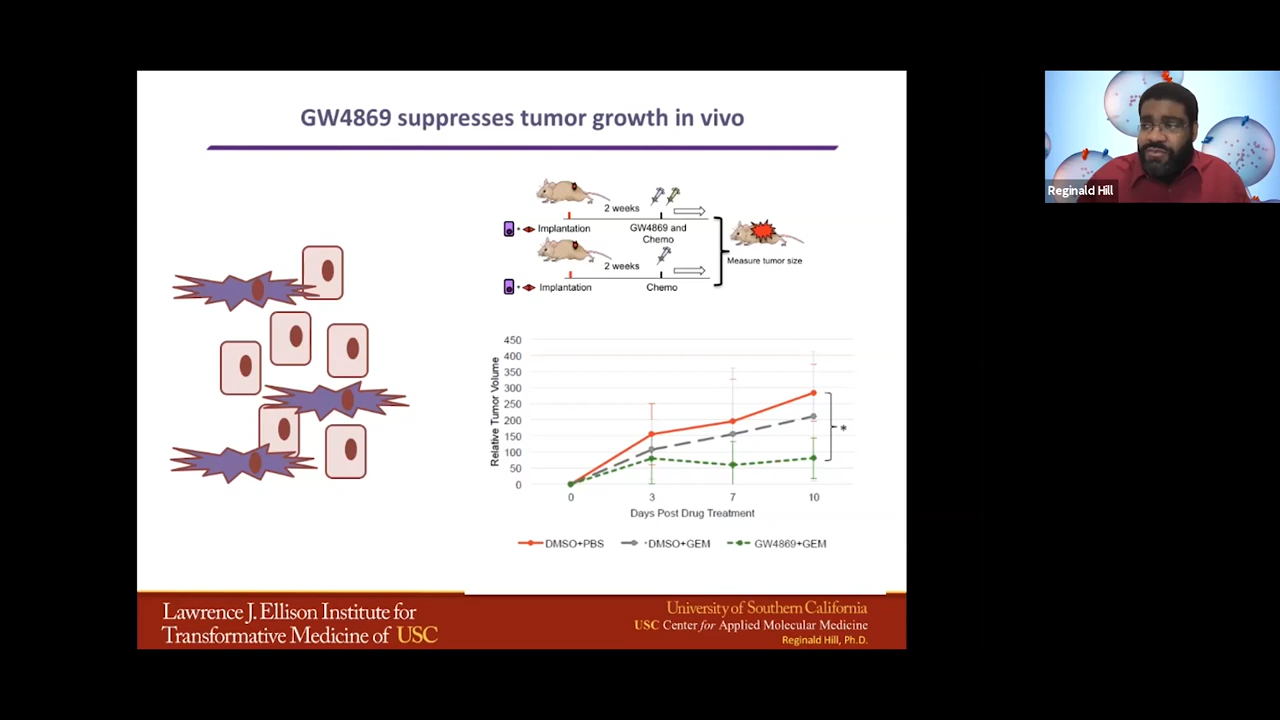 GW4869 suppresses tumor growth in vivo
Reginald Hill
2 weeks
Implantation
GW4869 and
Chemo
2 weeks
Implantation
Chemo
Measure tumor size
Relative Tumor Volume
450
400
350
300
250
200
150
100
50
0
*
0 3 7 10
Days Post Drug Treatment
DMSO+PBS DMSO+GEM GW4869+GEM
Lawrence J. Ellison Institute for
Transformative Medicine of USC
University of Southern California
USC Center for Applied Molecular Medicine
Reginald Hill, Ph.D.